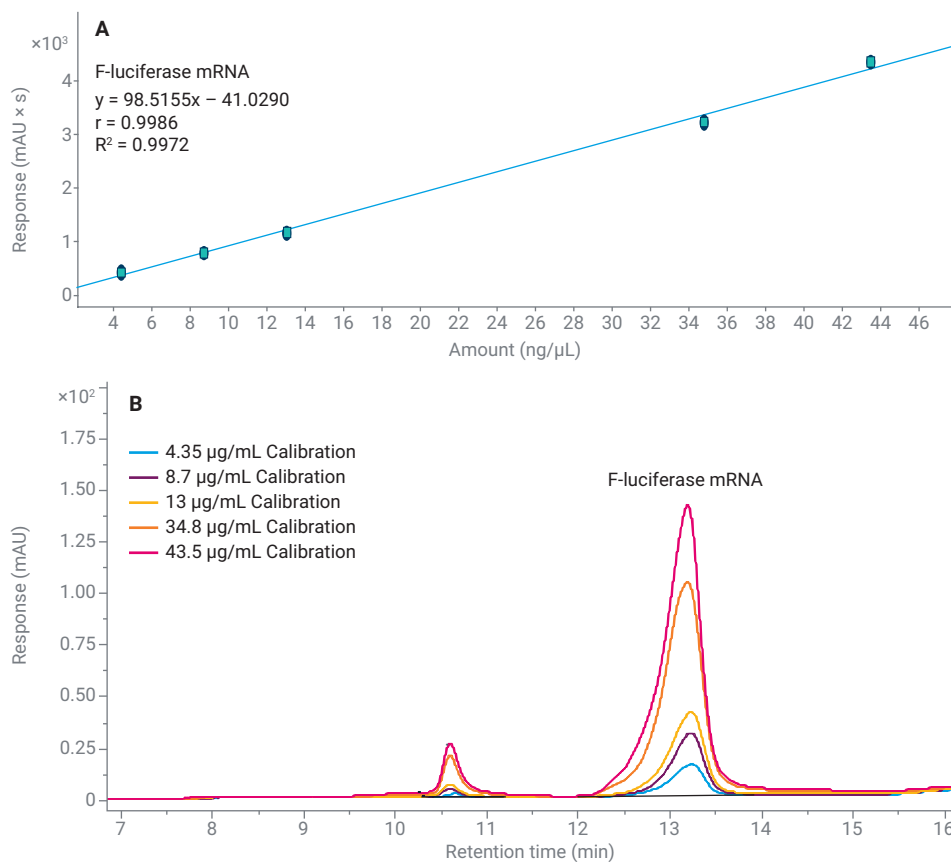 A
×10³
F-luciferase mRNA
y = 98.5155x – 41.0290
r = 0.9986
R² = 0.9972
Response (mAU × s)
4
3
2
1
0
4 6 8 10 12 14 16 18 20 22 24 26 28 30 32 34 36 38 40 42 44 46
Amount (ng/µL)
B
×10²
4.35 µg/mL Calibration
8.7 µg/mL Calibration
13 µg/mL Calibration
34.8 µg/mL Calibration
43.5 µg/mL Calibration
F-luciferase mRNA
Response (mAU)
1.75
1.50
1.25
1.00
0.75
0.50
0.25
0
7 8 9 10 11 12 13 14 15 16
Retention time (min)